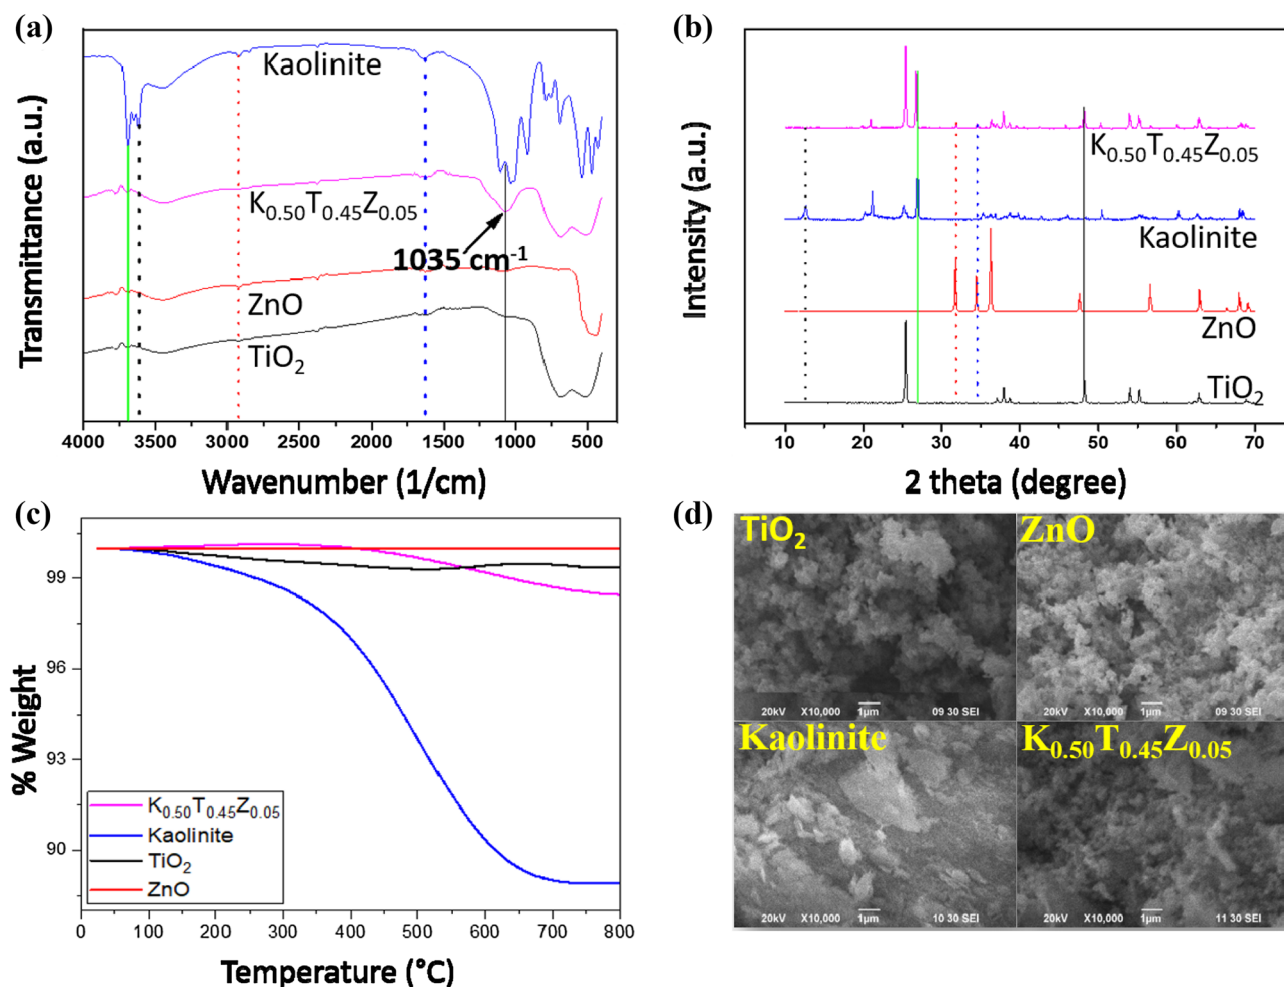 (a)
Kaolinite
K0.50T0.45Z0.05
1035 cm-1
ZnO
TiO2
4000 3500 3000 2500 2000 1500 1000 500
Wavenumber (1/cm)
Transmittance (a.u.)
(b)
K0.50T0.45Z0.05
Kaolinite
ZnO
TiO2
10 20 30 40 50 60 70
2 theta (degree)
Intensity (a.u.)
(c)
99
96
93
90
K0.50T0.45Z0.05
Kaolinite
TiO2
ZnO
0 100 200 300 400 500 600 700 800
Temperature (°C)
% Weight
(d)
TiO2
20kV X10,000 1µm 09 30 SEI
ZnO
20kV X10,000 1µm 09 30 SEI
Kaolinite
20kV X10,000 1µm 10 30 SEI
K0.50T0.45Z0.05
20kV X10,000 1µm 11 30 SEI